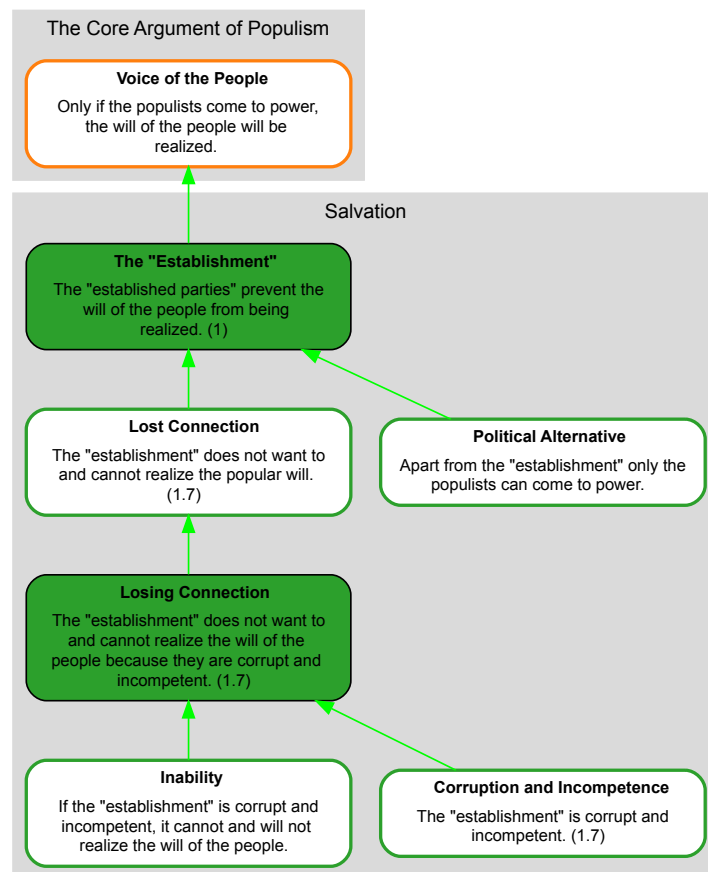 The Core Argument of Populism
Voice of the People
Only if the populists come to power,
the will of the people will be
realized.
Salvation
The "Establishment"
The "established parties" prevent the
will of the people from being
realized. (1)
Lost Connection
The "establishment" does not want to
and cannot realize the popular will.
(1.7)
Political Alternative
Apart from the "establishment" only the
populists can come to power.
Losing Connection
The "establishment" does not want to
and cannot realize the will of the
people because they are corrupt and
incompetent. (1.7)
Inability
If the "establishment" is corrupt and
incompetent, it cannot and will not
realize the will of the people.
Corruption and Incompetence
The "establishment" is corrupt and
incompetent. (1.7)